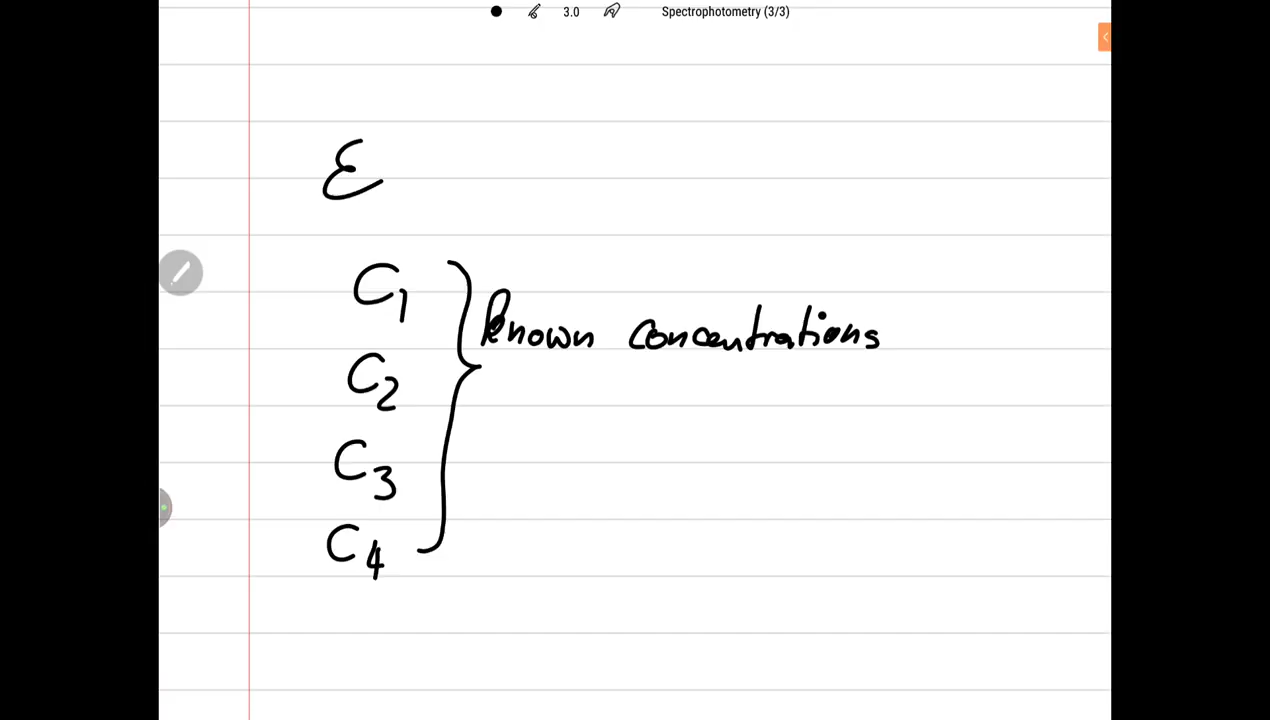 3.0 Spectrophotometry (3/3)
ε
C1
known concentrations
C2
C3
C4